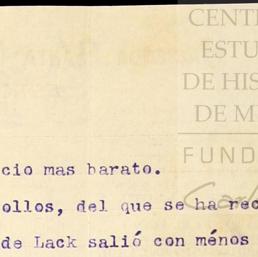 CENT
ESTU
DE HIS
DE M
FUND
Carl
cio mas barato.
ollos, del que se ha rec
de Lack salió con ménos